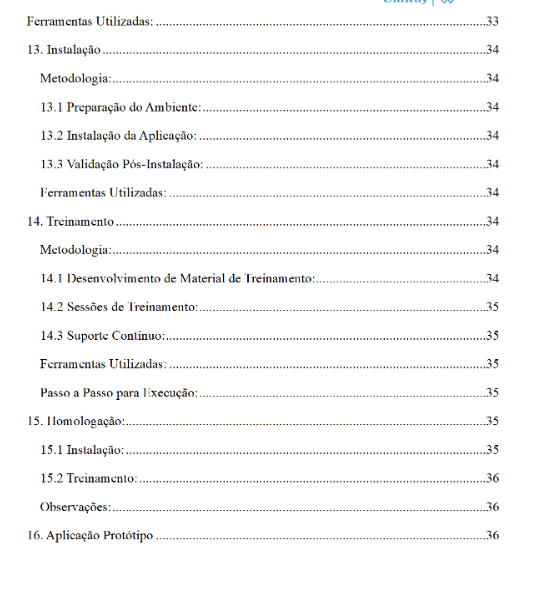 UniRuy |
Ferramentas Utilizadas: ........ 33
13. Instalação ........ 34
Metodologia: ........ 34
13.1 Preparação do Ambiente: ........ 34
13.2 Instalação da Aplicação: ........ 34
13.3 Validação Pós-Instalação: ........ 34
Ferramentas Utilizadas: ........ 34
14. Treinamento ........ 34
Metodologia: ........ 34
14.1 Desenvolvimento de Material de Treinamento: ........ 34
14.2 Sessões de Treinamento: ........ 35
14.3 Suporte Contínuo: ........ 35
Ferramentas Utilizadas: ........ 35
Passo a Passo para Execução: ........ 35
15. Homologação: ........ 35
15.1 Instalação: ........ 35
15.2 Treinamento: ........ 36
Observações: ........ 36
16. Aplicação Protótipo ........ 36